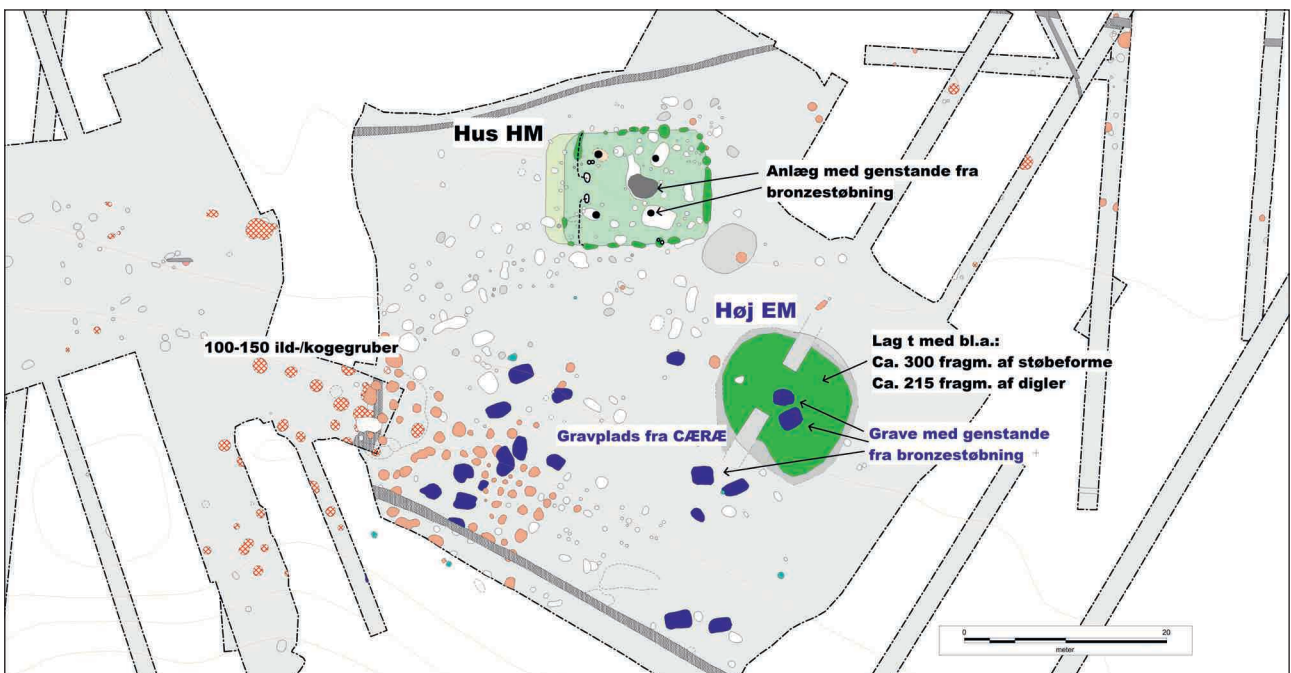 Hus HM
Anlæg med genstande fra
bronzestøbning
Høj EM
100-150 ild-/kogegruber
Lag t med bl.a.:
Ca. 300 fragm. af støbeforme
Ca. 215 fragm. af digler
Gravplads fra CÆRÆ
Grave med genstande
fra bronzestøbning
0 20
meter